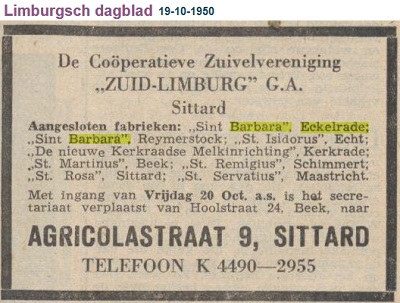 Limburgsch dagblad 19-10-1950
De Coöperatieve Zuivelvereniging
„ZUID-LIMBURG” G.A.
Sittard
Aangesloten fabrieken: „Sint Barbara”, Eckelrade;
„Sint Barbara”, Reymerstock; „St. Isidorus”, Echt;
„De nieuwe Kerkraadse Melkinrichting”, Kerkrade;
„St. Martinus”, Beek; „St. Remigius”, Schimmert;
„St. Rosa”, Sittard; „St. Servatius”, Maastricht.
Met ingang van Vrijdag 20 Oct. a.s. is het secre-
tariaat verplaatst van Hoolstraat 24, Beek, naar
AGRICOLASTRAAT 9, SITTARD
TELEFOON K 4490—2955